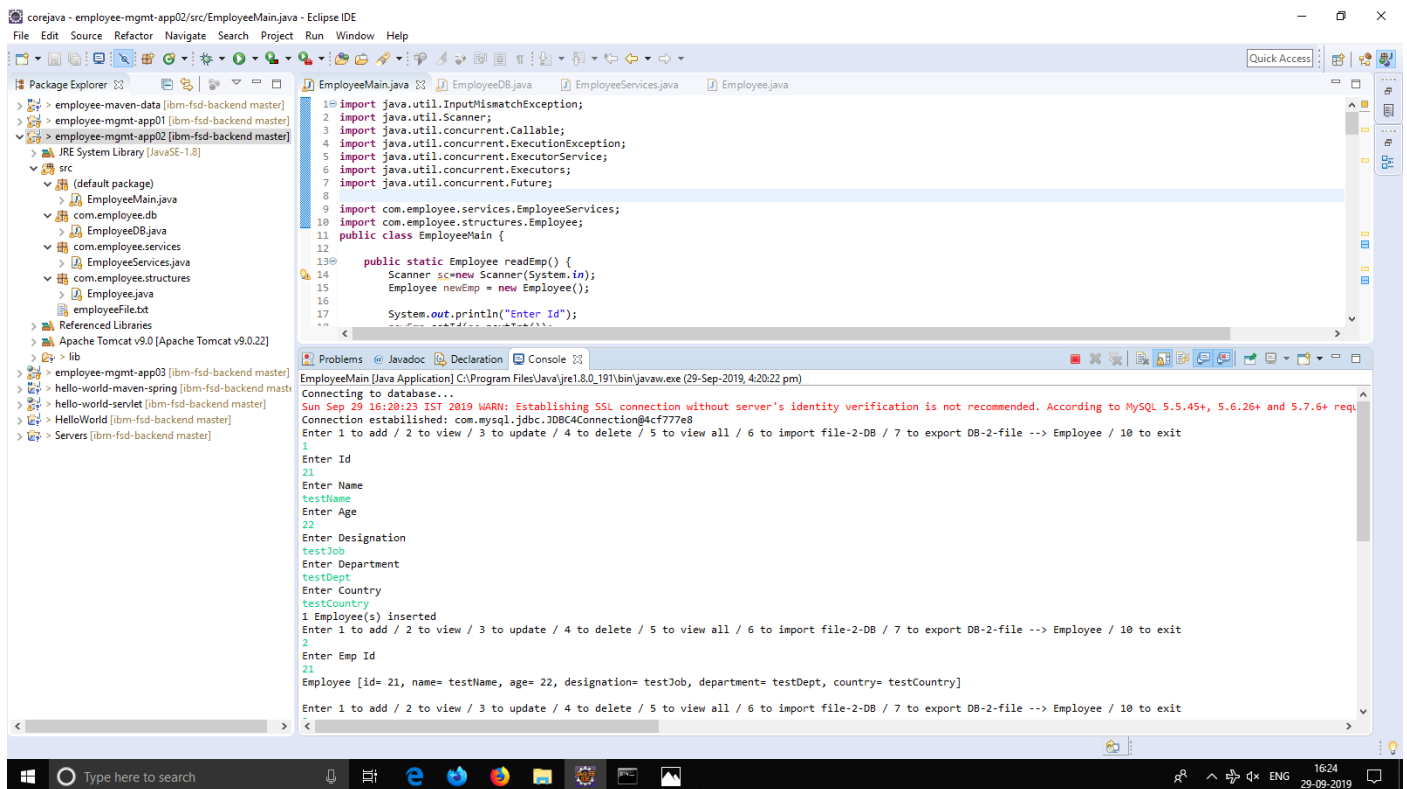 corejava - employee-mgmt-app02/src/EmployeeMain.java - Eclipse IDE
File Edit Source Refactor Navigate Search Project Run Window Help
Quick Access
Package Explorer
> employee-maven-data [ibm-fsd-backend master]
> employee-mgmt-app01 [ibm-fsd-backend master]
> employee-mgmt-app02 [ibm-fsd-backend master]
JRE System Library [JavaSE-1.8]
src
(default package)
EmployeeMain.java
com.employee.db
EmployeeDB.java
com.employee.services
EmployeeServices.java
com.employee.structures
Employee.java
employeeFile.txt
Referenced Libraries
Apache Tomcat v9.0 [Apache Tomcat v9.0.22]
> lib
> employee-mgmt-app03 [ibm-fsd-backend master]
> hello-world-maven-spring [ibm-fsd-backend maste
> hello-world-servlet [ibm-fsd-backend master]
> HelloWorld [ibm-fsd-backend master]
> Servers [ibm-fsd-backend master]
EmployeeMain.java EmployeeDB.java EmployeeServices.java Employee.java
1 import java.util.InputMismatchException;
2 import java.util.Scanner;
3 import java.util.concurrent.Callable;
4 import java.util.concurrent.ExecutionException;
5 import java.util.concurrent.ExecutorService;
6 import java.util.concurrent.Executors;
7 import java.util.concurrent.Future;
8
9 import com.employee.services.EmployeeServices;
10 import com.employee.structures.Employee;
11 public class EmployeeMain {
12
13 public static Employee readEmp() {
14 Scanner sc=new Scanner(System.in);
15 Employee newEmp = new Employee();
16
17 System.out.println("Enter Id");
Problems @ Javadoc Declaration Console
EmployeeMain [Java Application] C:\Program Files\Java\jre1.8.0_191\bin\javaw.exe (29-Sep-2019, 4:20:22 pm)
Connecting to database...
Sun Sep 29 16:20:23 IST 2019 WARN: Establishing SSL connection without server's identity verification is not recommended. According to MySQL 5.5.45+, 5.6.26+ and 5.7.6+ requ
Connection estabilished: com.mysql.jdbc.JDBC4Connection@4cf777e8
Enter 1 to add / 2 to view / 3 to update / 4 to delete / 5 to view all / 6 to import file-2-DB / 7 to export DB-2-file --> Employee / 10 to exit
1
Enter Id
21
Enter Name
testName
Enter Age
22
Enter Designation
testJob
Enter Department
testDept
Enter Country
testCountry
1 Employee(s) inserted
Enter 1 to add / 2 to view / 3 to update / 4 to delete / 5 to view all / 6 to import file-2-DB / 7 to export DB-2-file --> Employee / 10 to exit
2
Enter Emp Id
21
Employee [id= 21, name= testName, age= 22, designation= testJob, department= testDept, country= testCountry]
Enter 1 to add / 2 to view / 3 to update / 4 to delete / 5 to view all / 6 to import file-2-DB / 7 to export DB-2-file --> Employee / 10 to exit
Type here to search
ENG
16:24
29-09-2019